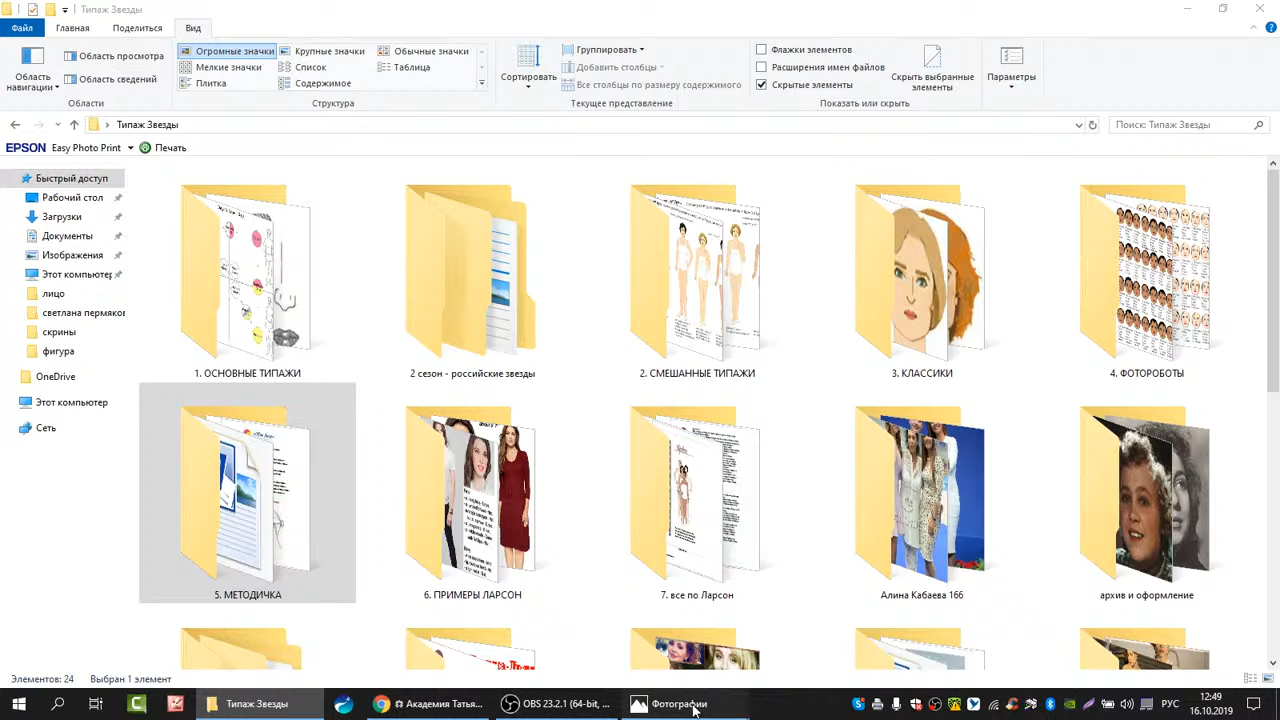 Типаж Звезды
Файл Главная Поделиться Вид
Область навигации
Область просмотра
Область сведений
Области
Огромные значки Крупные значки Обычные значки
Мелкие значки Список Таблица
Плитка Содержимое
Структура
Сортировать
Группировать
Добавить столбцы
Все столбцы по размеру содержимого
Текущее представление
Флажки элементов
Расширения имен файлов
Скрытые элементы
Скрыть выбранные элементы
Показать или скрыть
Параметры
Типаж Звезды
Поиск: Типаж Звезды
EPSON Easy Photo Print Печать
Быстрый доступ
Рабочий стол
Загрузки
Документы
Изображения
Этот компьютер
лицо
светлана пермяков
скрины
фигура
OneDrive
Этот компьютер
Сеть
1. ОСНОВНЫЕ ТИПАЖИ
2 сезон - российские звезды
2. СМЕШАННЫЕ ТИПАЖИ
3. КЛАССИКИ
4. ФОТОРОБОТЫ
5. МЕТОДИЧКА
6. ПРИМЕРЫ ЛАРСОН
7. все по Ларсон
Алина Кабаева 166
архив и оформление
Элементов: 24 Выбран 1 элемент
Типаж Звезды
Академия Татья...
OBS 23.2.1 (64-bit, ...
Фотографии
РУС
12:49
16.10.2019